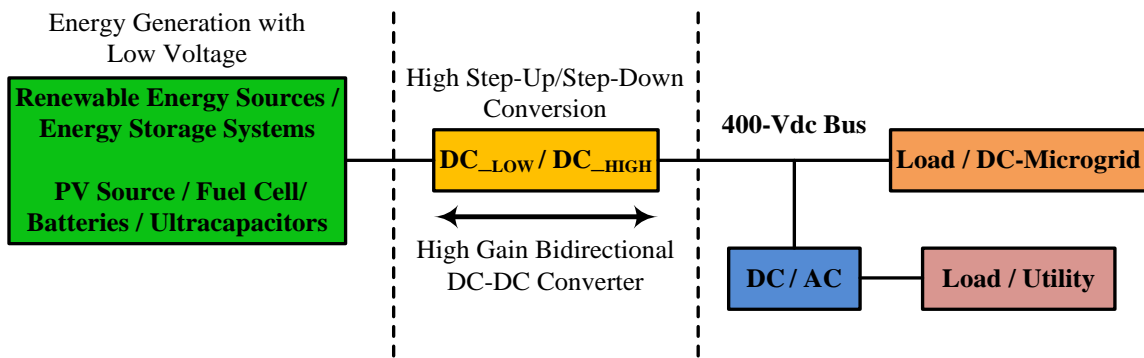 Energy Generation with
Low Voltage
Renewable Energy Sources /
Energy Storage Systems
PV Source / Fuel Cell/
Batteries / Ultracapacitors
High Step-Up/Step-Down
Conversion
DC_LOW / DC_HIGH
High Gain Bidirectional
DC-DC Converter
400-Vdc Bus
Load / DC-Microgrid
DC / AC
Load / Utility